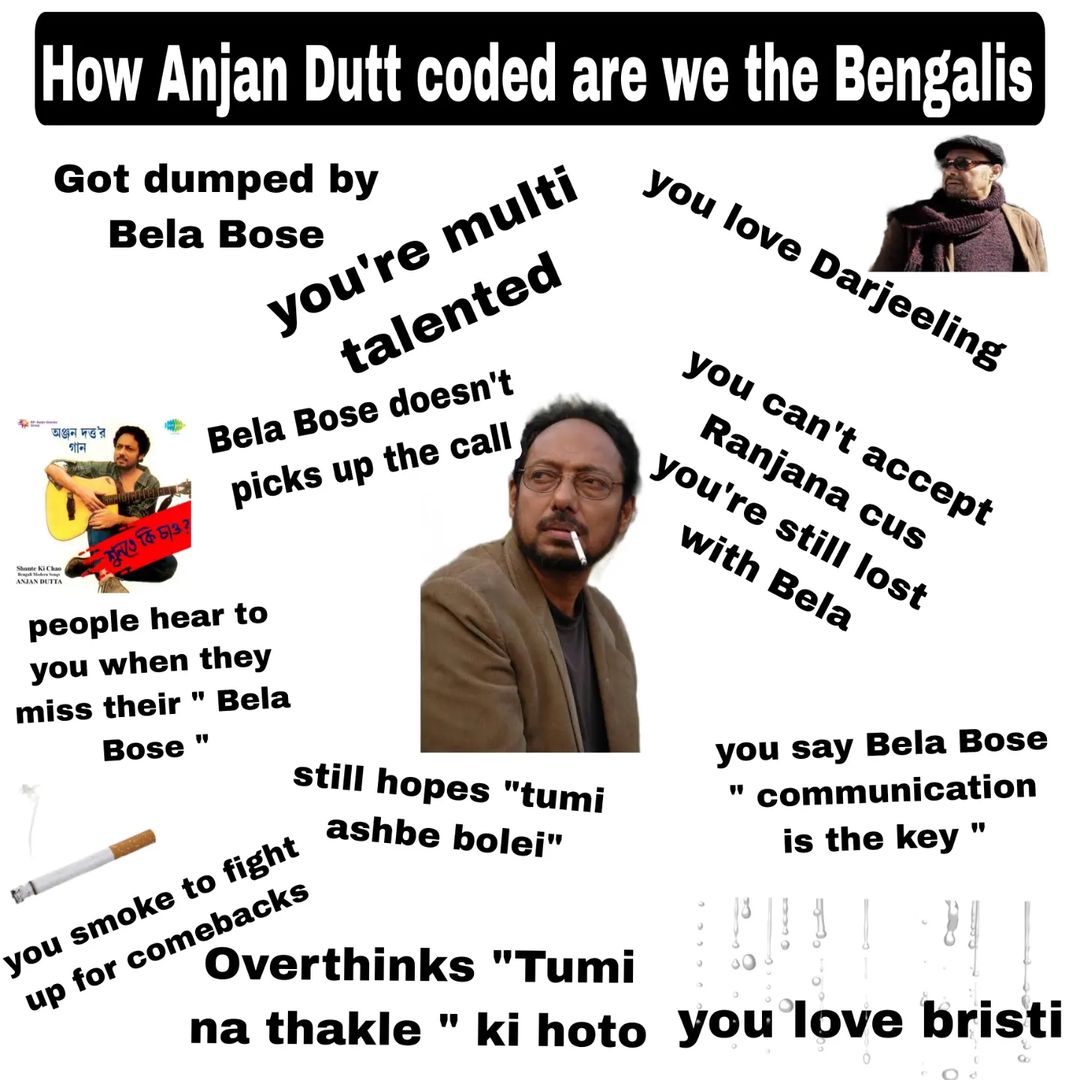 How Anjan Dutt coded are we the Bengalis
Got dumped by
Bela Bose
you're multi
talented
you love Darjeeling
Bela Bose doesn't
picks up the call
you can't accept
Ranjana cus
you're still lost
with Bela
অঞ্জন দত্ত'র
গান
শুনতে কি চাও?
Shunte Ki Chao
Bengali Modern Songs
ANJAN DUTTA
people hear to
you when they
miss their " Bela
Bose "
still hopes "tumi
ashbe bolei"
you say Bela Bose
" communication
is the key "
you smoke to fight
up for comebacks
Overthinks "Tumi
na thakle " ki hoto
you love bristi